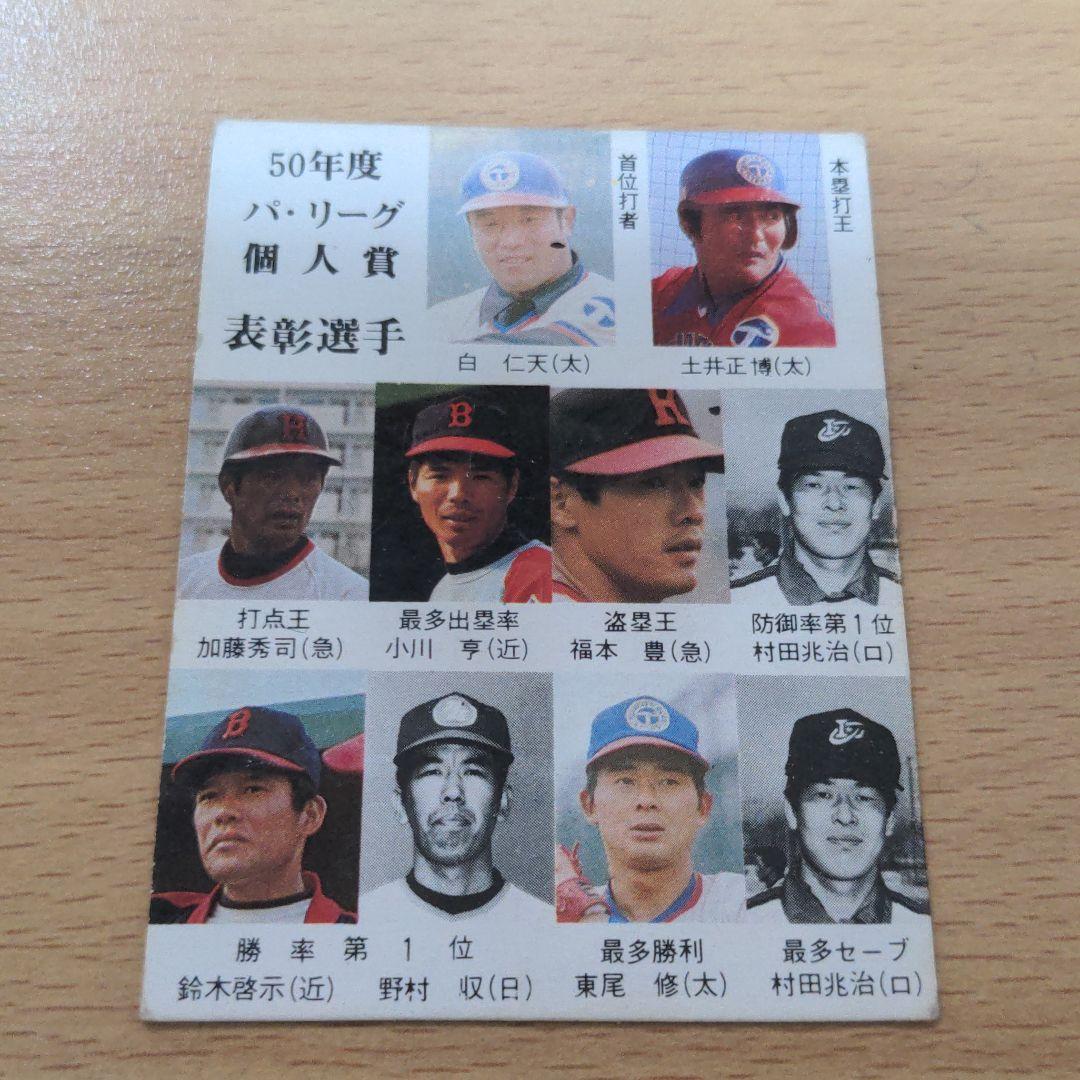 50年度
パ・リーグ
個人賞
表彰選手
首位打者
白 仁天(太)
本塁打王
土井正博(太)
打点王
加藤秀司(急)
最多出塁率
小川 亨(近)
盗塁王
福本 豊(急)
防御率第1位
村田兆治(ロ)
勝率第1位
鈴木啓示(近)
野村 収(日)
最多勝利
東尾 修(太)
最多セーブ
村田兆治(ロ)
H
B
H
B